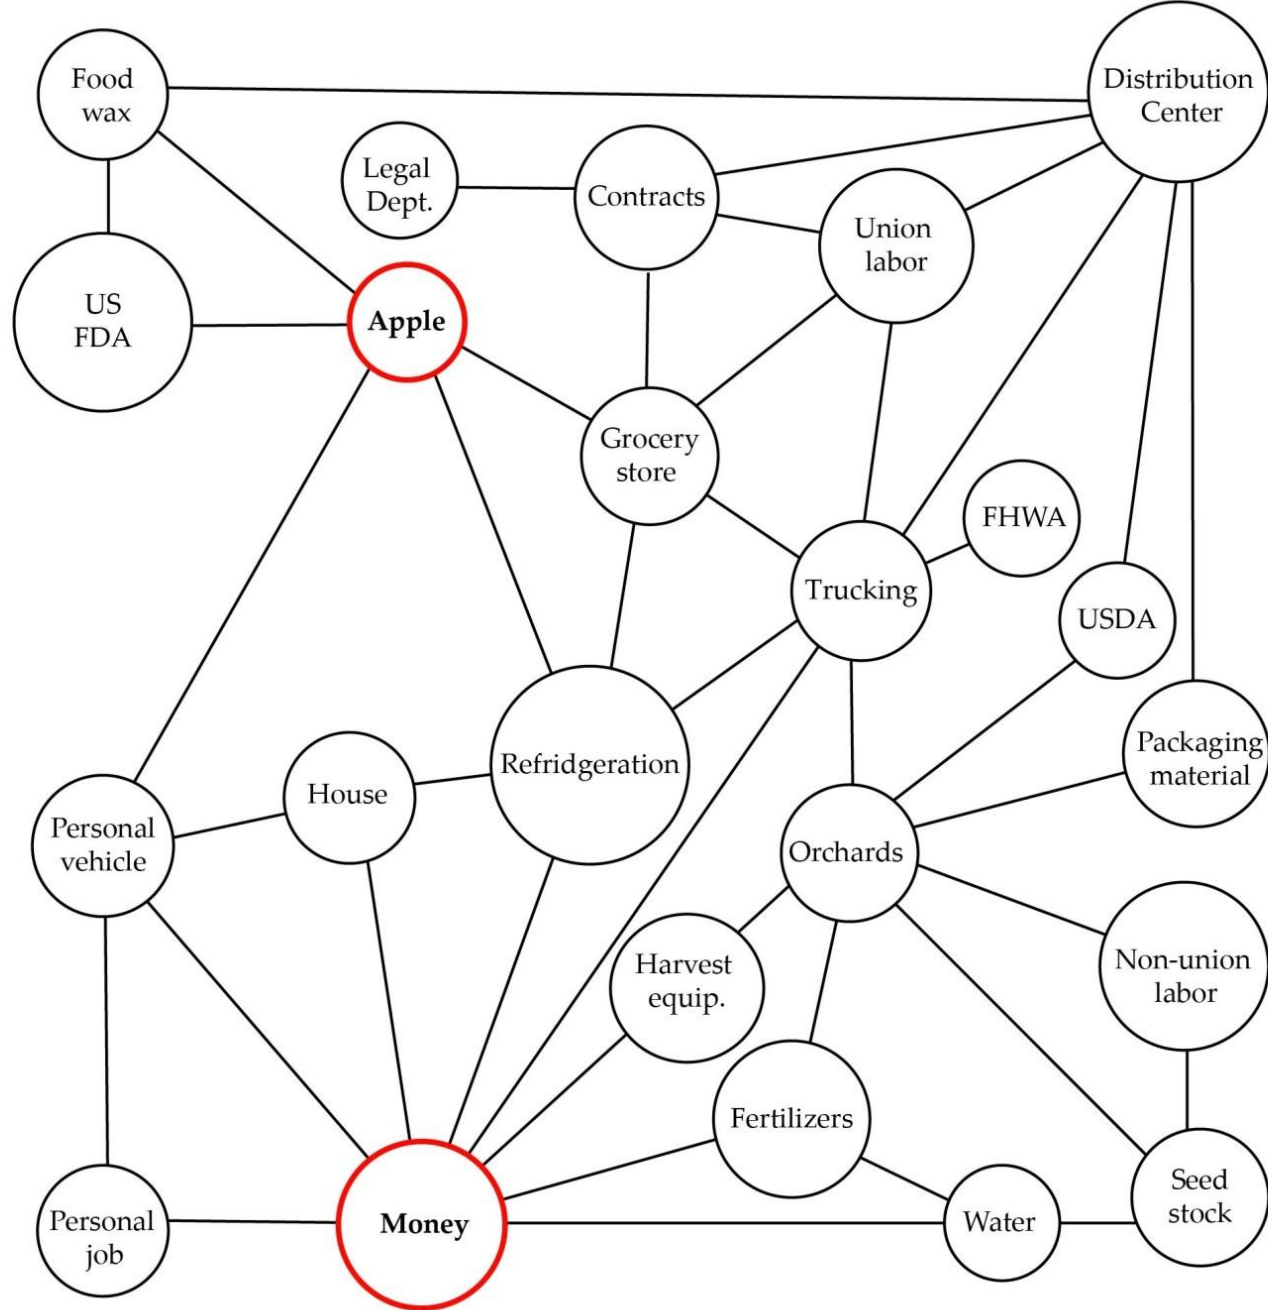 Food
wax
Distribution
Center
Legal
Dept.
Contracts
Union
labor
US
FDA
Apple
Grocery
store
FHWA
Trucking
USDA
Packaging
material
Refridgeration
House
Personal
vehicle
Orchards
Harvest
equip.
Non-union
labor
Fertilizers
Seed
stock
Personal
job
Money
Water